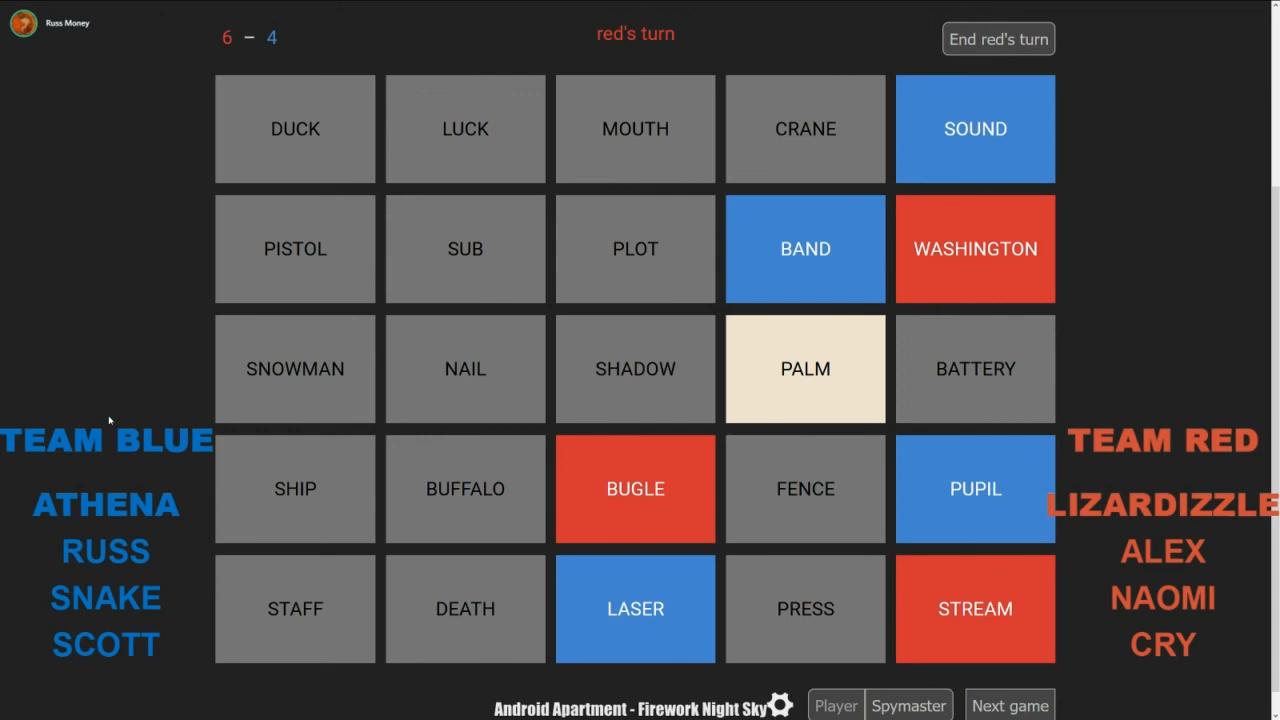 Russ Money
6 – 4
red's turn
End red's turn
DUCK
LUCK
MOUTH
CRANE
SOUND
PISTOL
SUB
PLOT
BAND
WASHINGTON
SNOWMAN
NAIL
SHADOW
PALM
BATTERY
SHIP
BUFFALO
BUGLE
FENCE
PUPIL
STAFF
DEATH
LASER
PRESS
STREAM
TEAM BLUE
ATHENA
RUSS
SNAKE
SCOTT
TEAM RED
LIZARDIZZLE
ALEX
NAOMI
CRY
Android Apartment - Firework Night Sky
Player
Spymaster
Next game